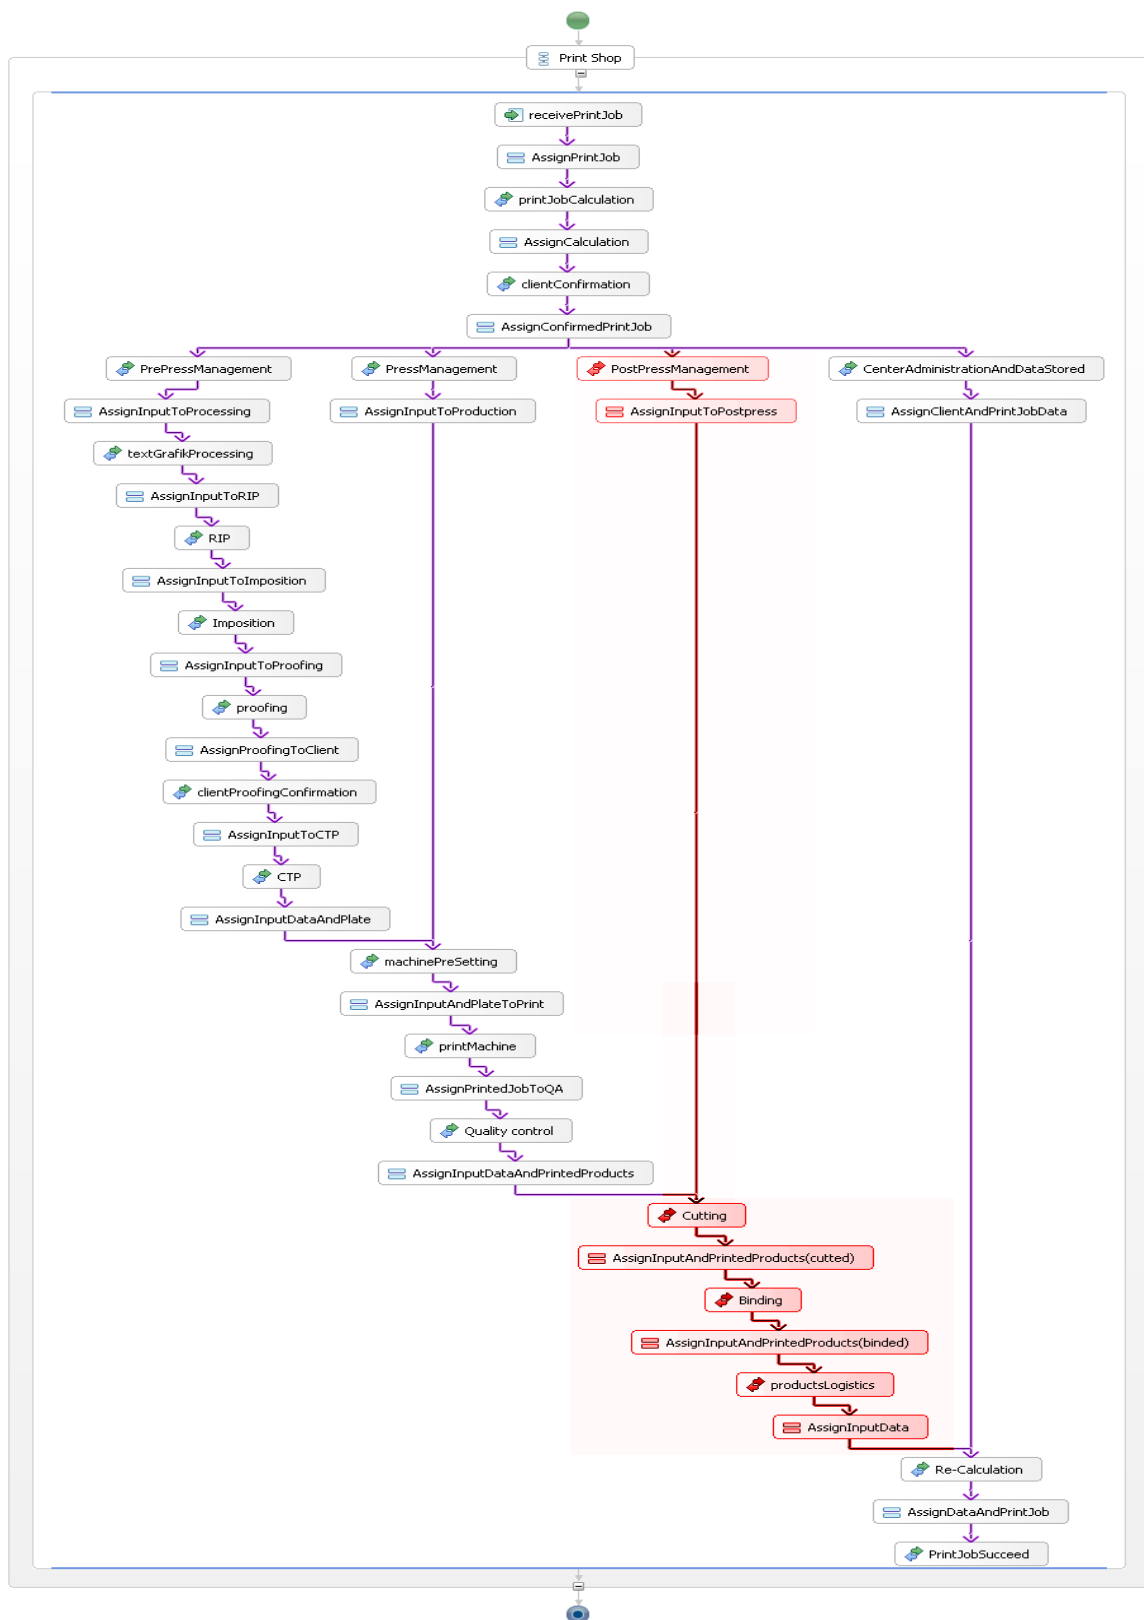 Print Shop
receivePrintJob
AssignPrintJob
printJobCalculation
AssignCalculation
clientConfirmation
AssignConfirmedPrintJob
PrePressManagement PressManagement PostPressManagement CenterAdministrationAndDataStored
AssignInputToProcessing AssignInputToProduction AssignInputToPostpress AssignClientAndPrintJobData
textGrafikProcessing
AssignInputToRIP
RIP
AssignInputToImposition
Imposition
AssignInputToProofing
proofing
AssignProofingToClient
clientProofingConfirmation
AssignInputToCTP
CTP
AssignInputDataAndPlate
machinePreSetting
AssignInputAndPlateToPrint
printMachine
AssignPrintedJobToQA
Quality control
AssignInputDataAndPrintedProducts
Cutting
AssignInputAndPrintedProducts(cutted)
Binding
AssignInputAndPrintedProducts(binded)
productsLogistics
AssignInputData
Re-Calculation
AssignDataAndPrintJob
PrintJobSucceed